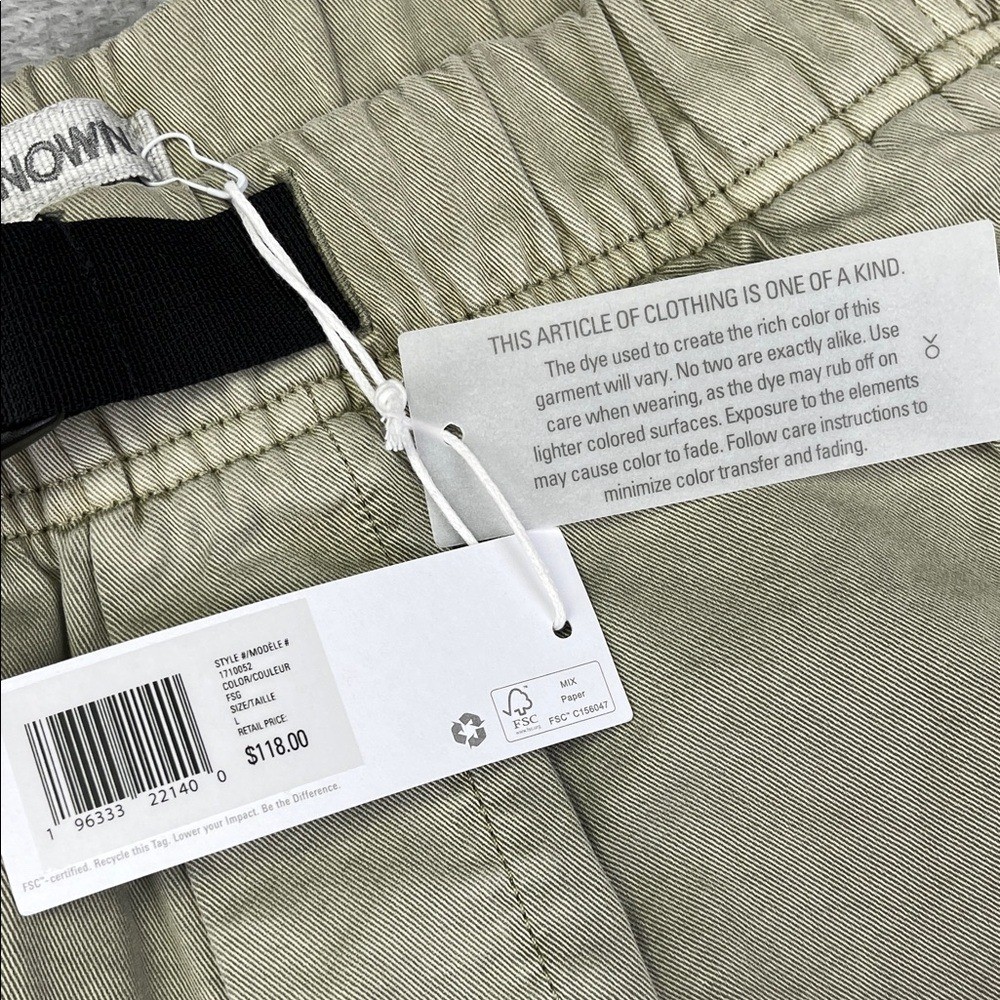 NOWN
THIS ARTICLE OF CLOTHING IS ONE OF A KIND.
The dye used to create the rich color of this
garment will vary. No two are exactly alike. Use
care when wearing, as the dye may rub off on
lighter colored surfaces. Exposure to the elements
may cause color to fade. Follow care instructions to
minimize color transfer and fading.
STYLE #/MODÈLE #
1710052
COLOR/COULEUR
FSG
SIZE/TAILLE
L
RETAIL PRICE:
$118.00
1 96333 22140 0
FSC
www.fsc.org
MIX
Paper
FSC™ C156047
FSC™-certified. Recycle this Tag. Lower your Impact. Be the Difference.